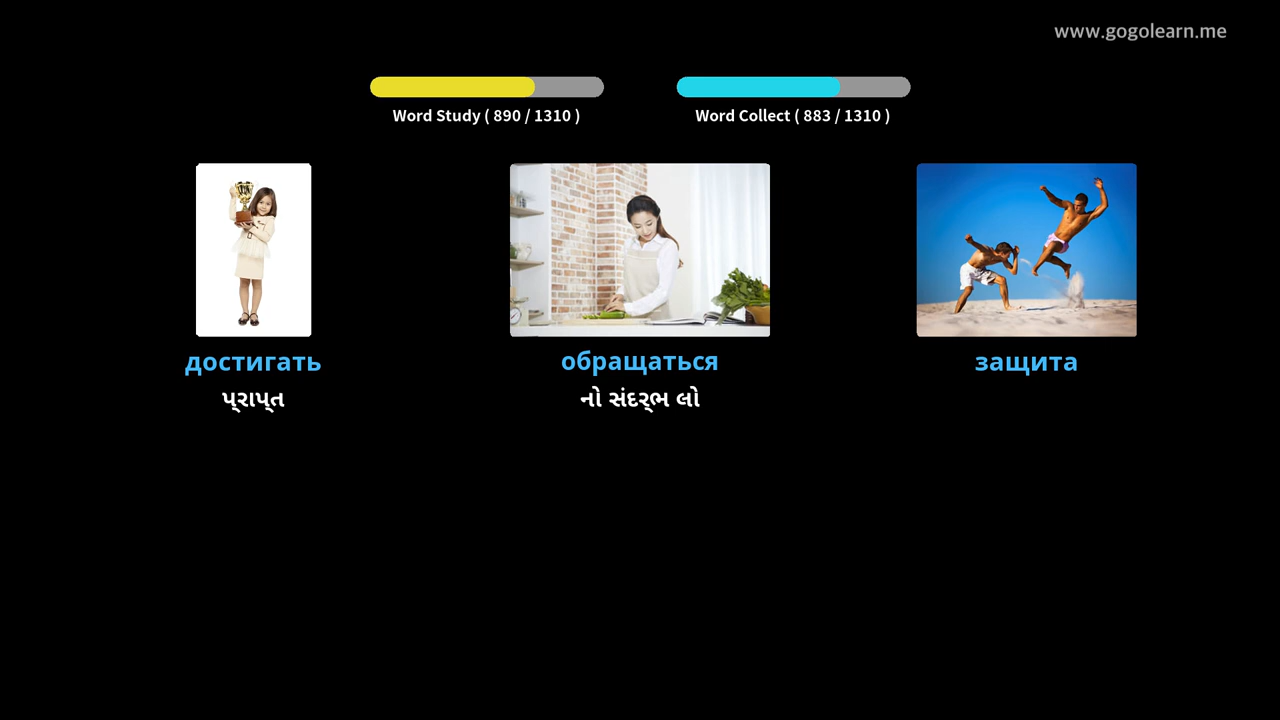 www.gogolearn.me
Word Study ( 890 / 1310 )
Word Collect ( 883 / 1310 )
достигать
обращаться
защита
પ્રાપ્ત
નો સંદર્ભ લો